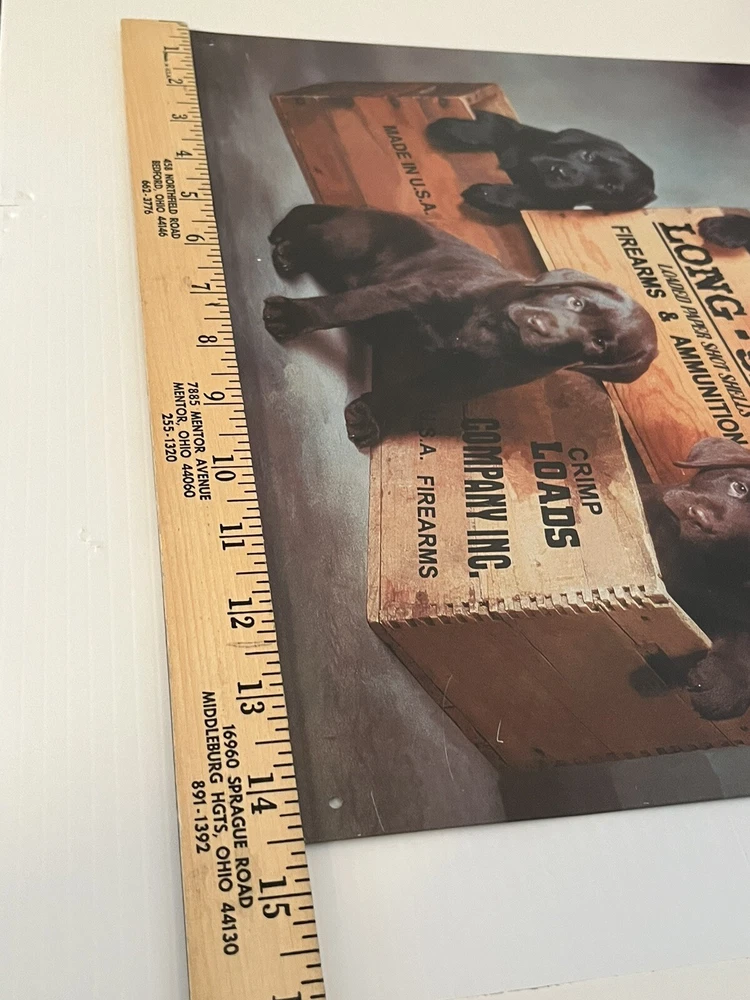 1 2 3 4 5 6 7 8 9 10 11 12 13 14 15
438 NORTHFIELD ROAD
BEDFORD, OHIO 44146
662-2776
7885 MENTOR AVENUE
MENTOR, OHIO 44060
255-1320
16960 SPRAGUE ROAD
MIDDLEBURG HGTS, OHIO 44130
891-1392
MADE IN U.S.A.
LONG
LOADED PAPER SHOT SHELLS
FIREARMS & AMMUNITION
CRIMP
LOADS
COMPANY INC.
S.A. FIREARMS